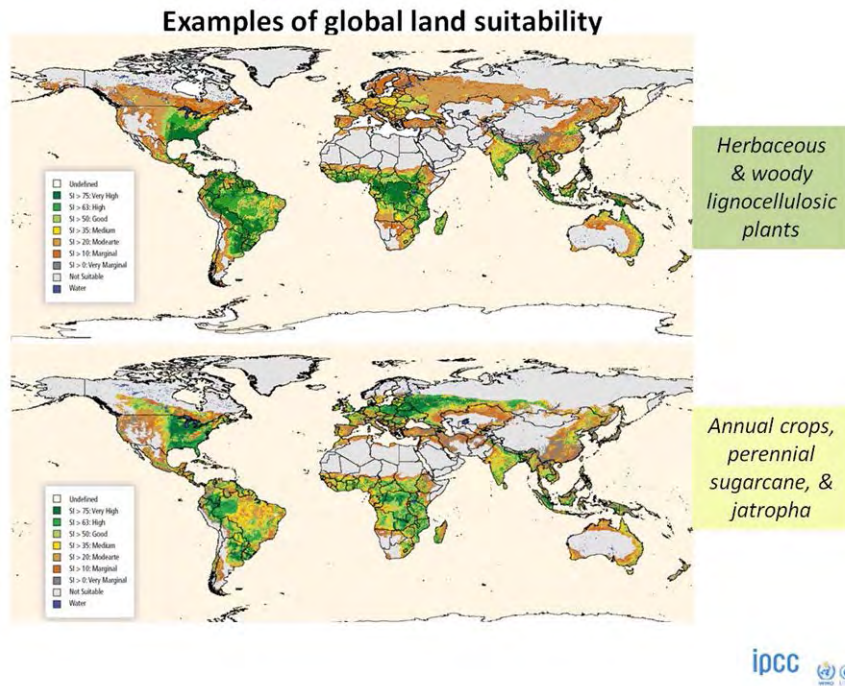 Examples of global land suitability
Undefined
SI > 75: Very High
SI > 63: High
SI > 50: Good
SI > 35: Medium
SI > 20: Modearte
SI > 10: Marginal
SI > 0: Very Marginal
Not Suitable
Water
Herbaceous
& woody
lignocellulosic
plants
Undefined
SI > 75: Very High
SI > 63: High
SI > 50: Good
SI > 35: Medium
SI > 20: Modearte
SI > 10: Marginal
SI > 0: Very Marginal
Not Suitable
Water
Annual crops,
perennial
sugarcane, &
jatropha
ipcc
WMO